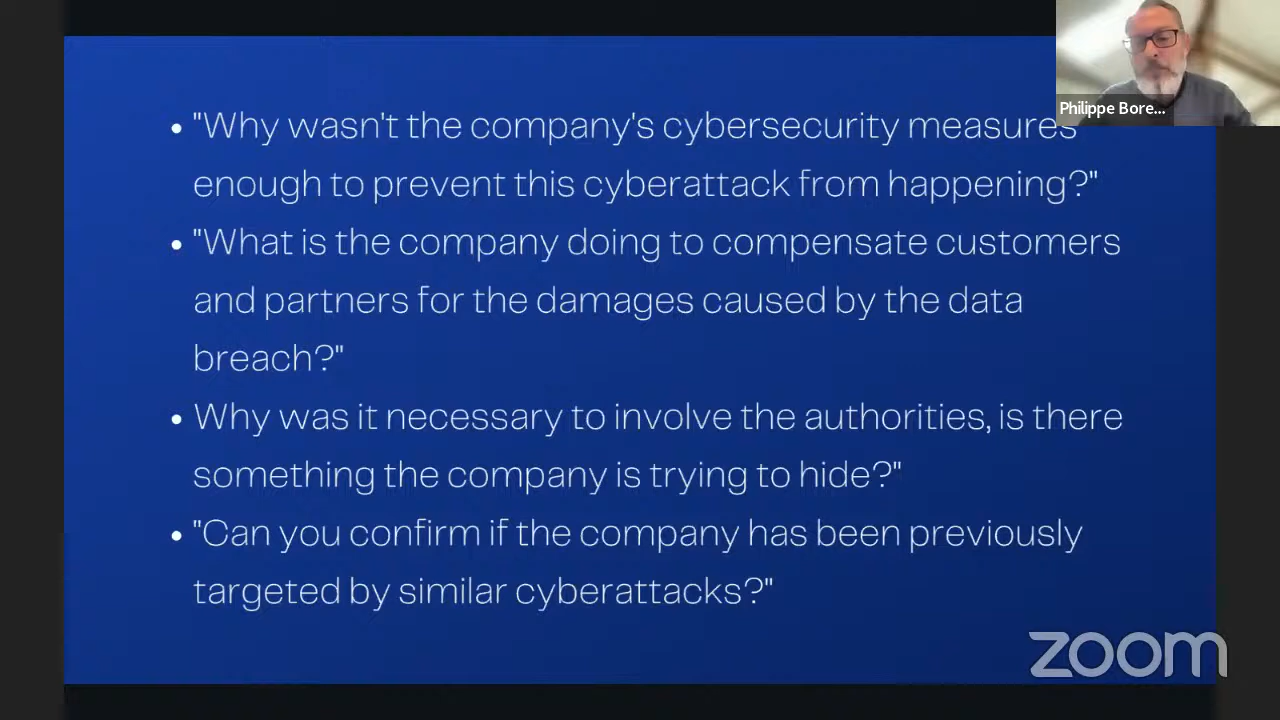 • "Why wasn't the company's cybersecurity measures
enough to prevent this cyberattack from happening?"
• "What is the company doing to compensate customers
and partners for the damages caused by the data
breach?"
• Why was it necessary to involve the authorities, is there
something the company is trying to hide?"
• "Can you confirm if the company has been previously
targeted by similar cyberattacks?"
Philippe Bore...
zoom